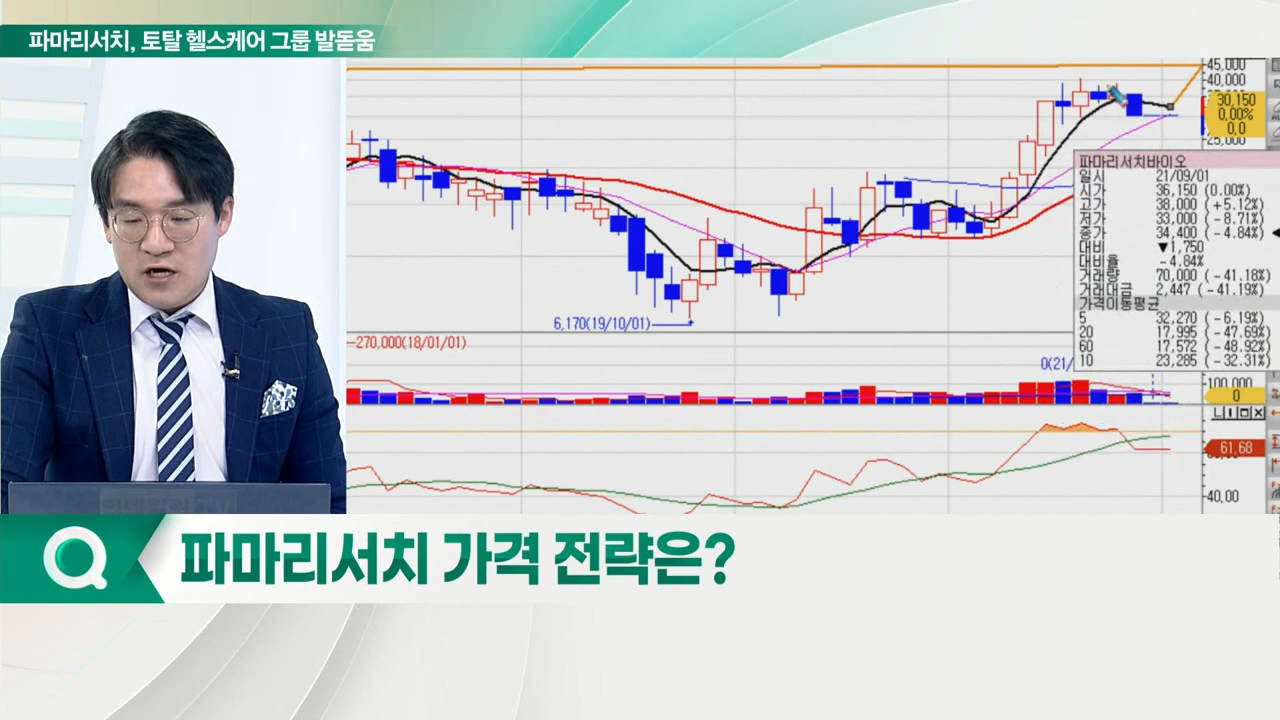 파마리서치, 토탈 헬스케어 그룹 발돋움
45,000
40,000
30,150
0.00%
0.0
25,000
파마리서치바이오
일시 21/09/01
시가 36,150 (0.00%)
고가 38,000 (+5.12%)
저가 33,000 (-8.71%)
종가 34,400 (-4.84%)
대비 ▼1,750
대비율 -4.84%
거래량 70,000 (-41.18%)
거래대금 2,447 (-41.19%)
가격이동평균
5 32,270 (-6.19%)
20 17,995 (-47.69%)
60 17,572 (-48.92%)
10 23,285 (-32.31%)
6,170(19/10/01)
270,000(18/01/01)
0(21/
100,000
0
61.68
40,00
파마리서치 가격 전략은?